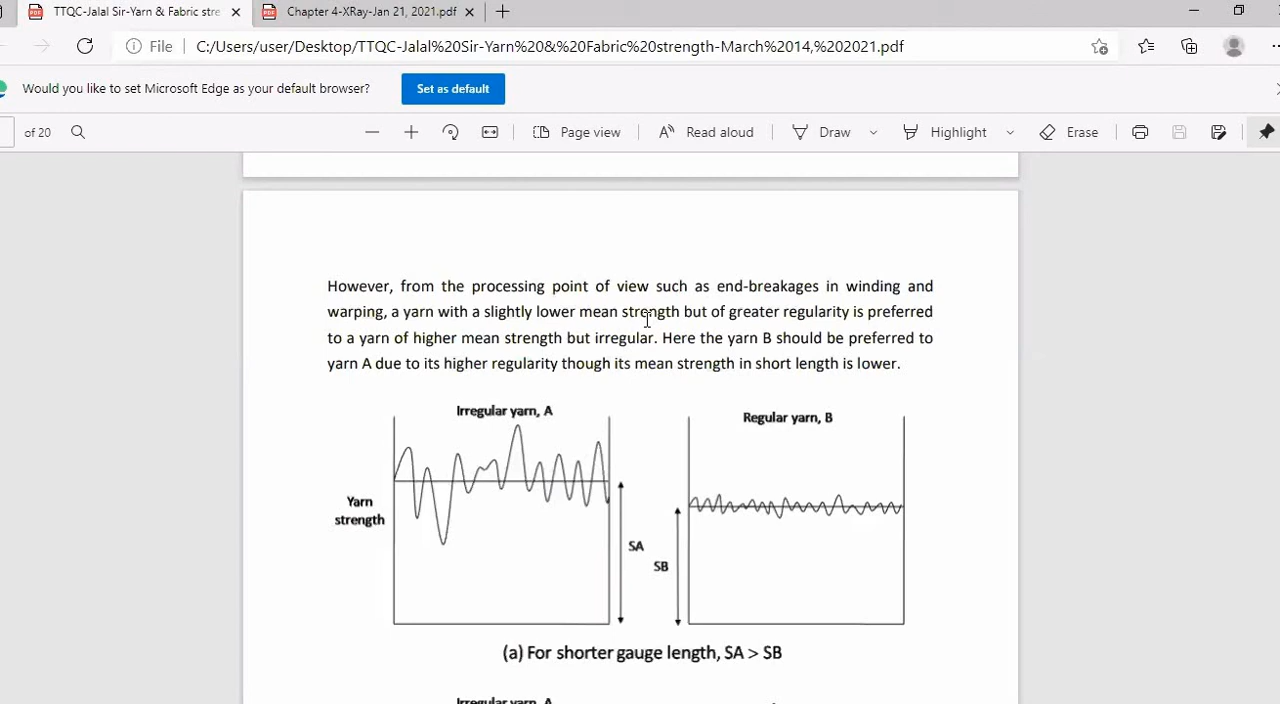 TTQC-Jalal Sir-Yarn & Fabric stre
Chapter 4-XRay-Jan 21, 2021.pdf
File
C:/Users/user/Desktop/TTQC-Jalal%20Sir-Yarn%20&%20Fabric%20strength-March%2014,%202021.pdf
Would you like to set Microsoft Edge as your default browser?
Set as default
of 20
Page view
Read aloud
Draw
Highlight
Erase
However, from the processing point of view such as end-breakages in winding and
warping, a yarn with a slightly lower mean strength but of greater regularity is preferred
to a yarn of higher mean strength but irregular. Here the yarn B should be preferred to
yarn A due to its higher regularity though its mean strength in short length is lower.
Irregular yarn, A
Regular yarn, B
Yarn
strength
SA
SB
(a) For shorter gauge length, SA > SB
Irregular yarn, A